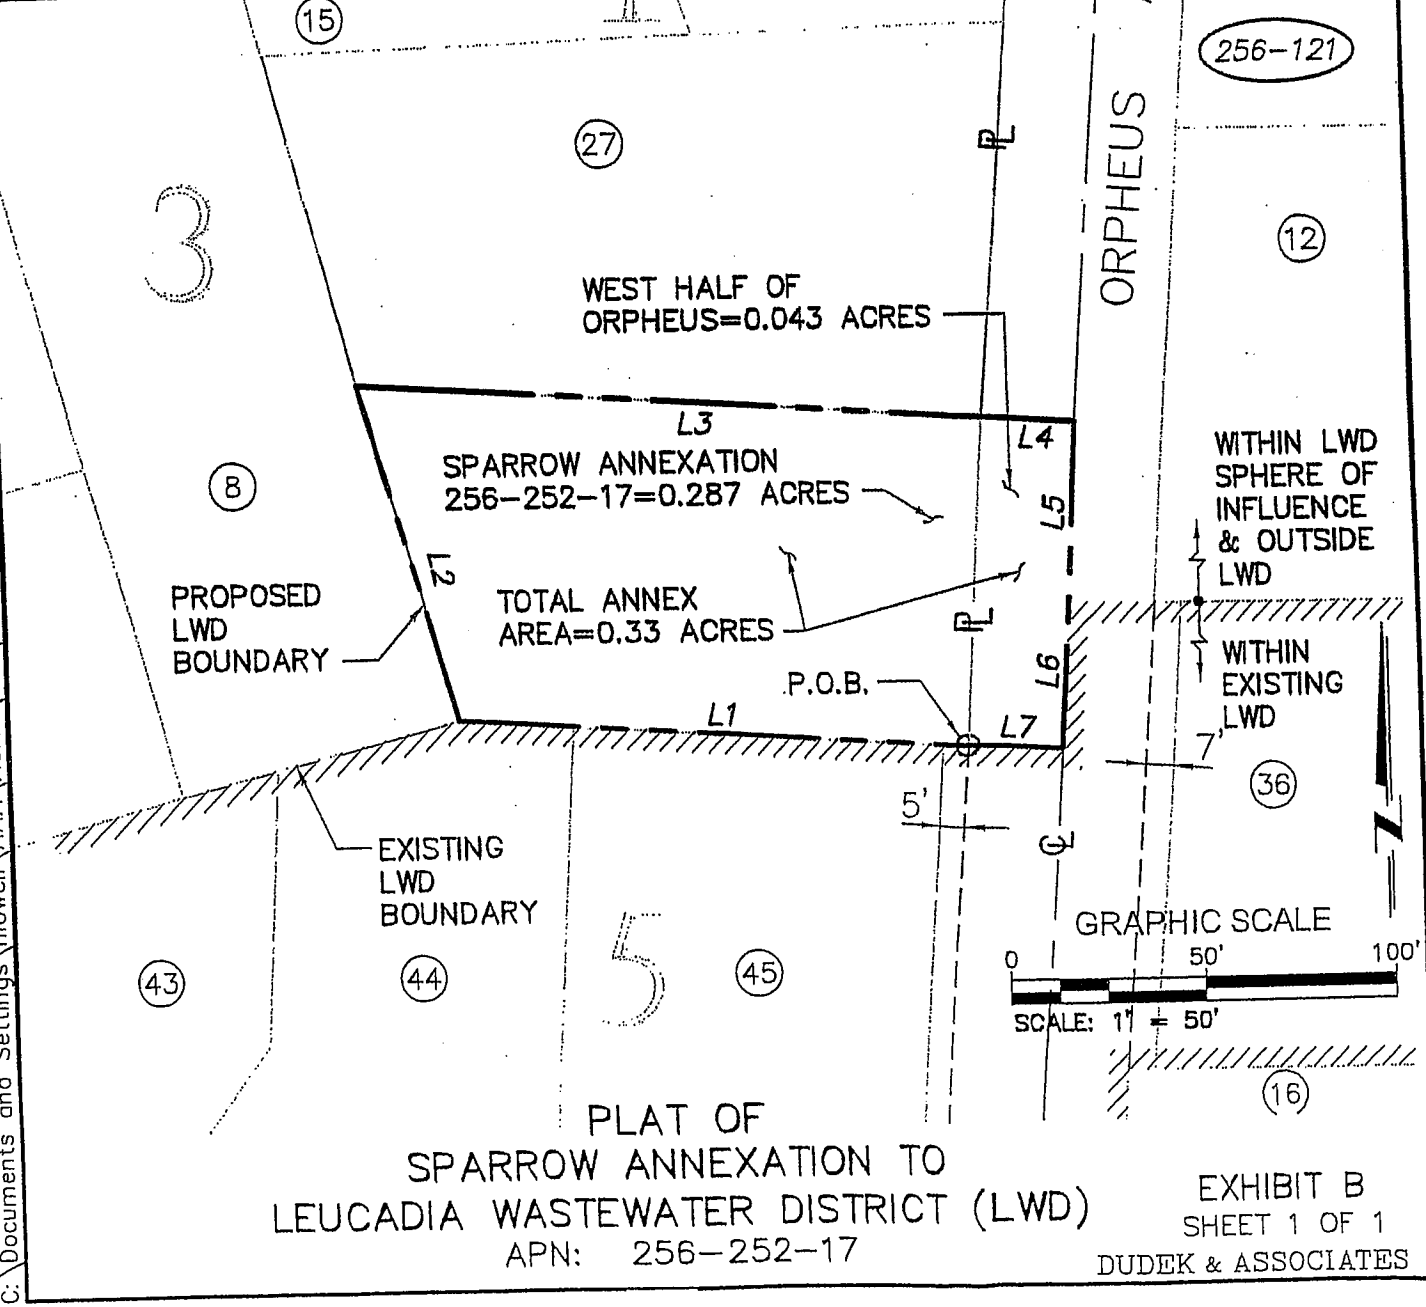 15
256-121
27
PL
ORPHEUS
3
12
WEST HALF OF
ORPHEUS=0.043 ACRES
L3
L4
SPARROW ANNEXATION
256-252-17=0.287 ACRES
L5
WITHIN LWD
SPHERE OF
INFLUENCE
& OUTSIDE
LWD
8
L2
PROPOSED
LWD
BOUNDARY
TOTAL ANNEX
AREA=0.33 ACRES
PL
P.O.B.
L6
WITHIN
EXISTING
LWD
L1
L7
7'
36
5'
EXISTING
LWD
BOUNDARY
CL
GRAPHIC SCALE
0 50' 100'
SCALE: 1" = 50'
43
44
5
45
16
PLAT OF
SPARROW ANNEXATION TO
LEUCADIA WASTEWATER DISTRICT (LWD)
APN: 256-252-17
EXHIBIT B
SHEET 1 OF 1
DUDEK & ASSOCIATES
C:\Documents and Settings